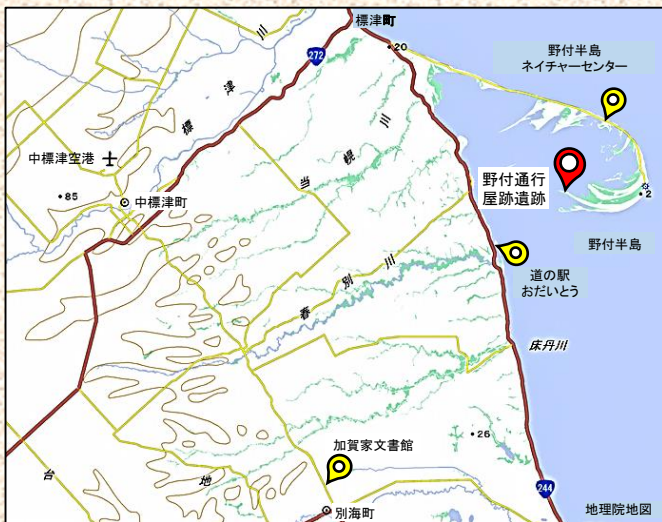 標津町
川
20
272
標
津
野付半島
ネイチャーセンター
中標津空港
当
幌
川
野付通行
屋跡遺跡
85
中標津町
2
野付半島
春
別
川
道の駅
おだいとう
床丹川
26
加賀家文書館
台
地
244
別海町
地理院地図